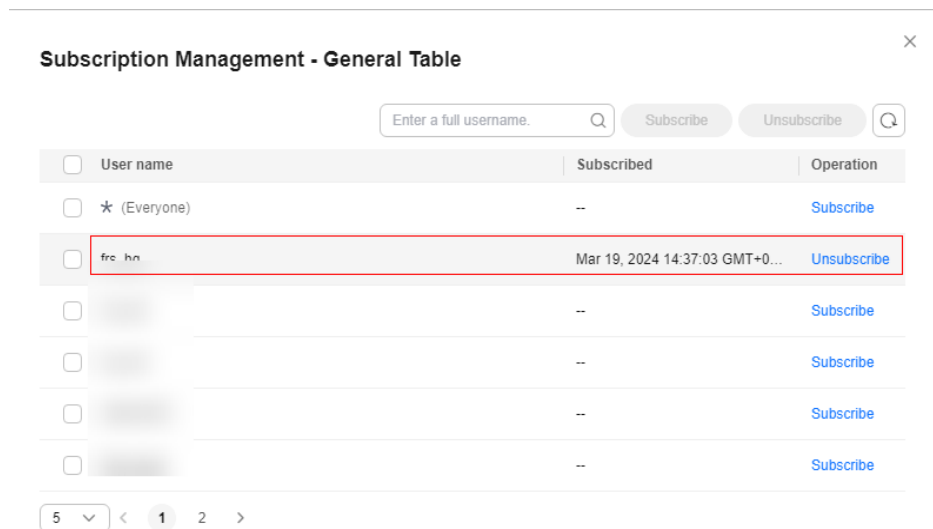 Subscription Management - General Table
Enter a full username. Subscribe Unsubscribe
User name Subscribed Operation
* (Everyone) -- Subscribe
Mar 19, 2024 14:37:03 GMT+0... Unsubscribe
-- Subscribe
-- Subscribe
-- Subscribe
-- Subscribe
5 < 1 2 >